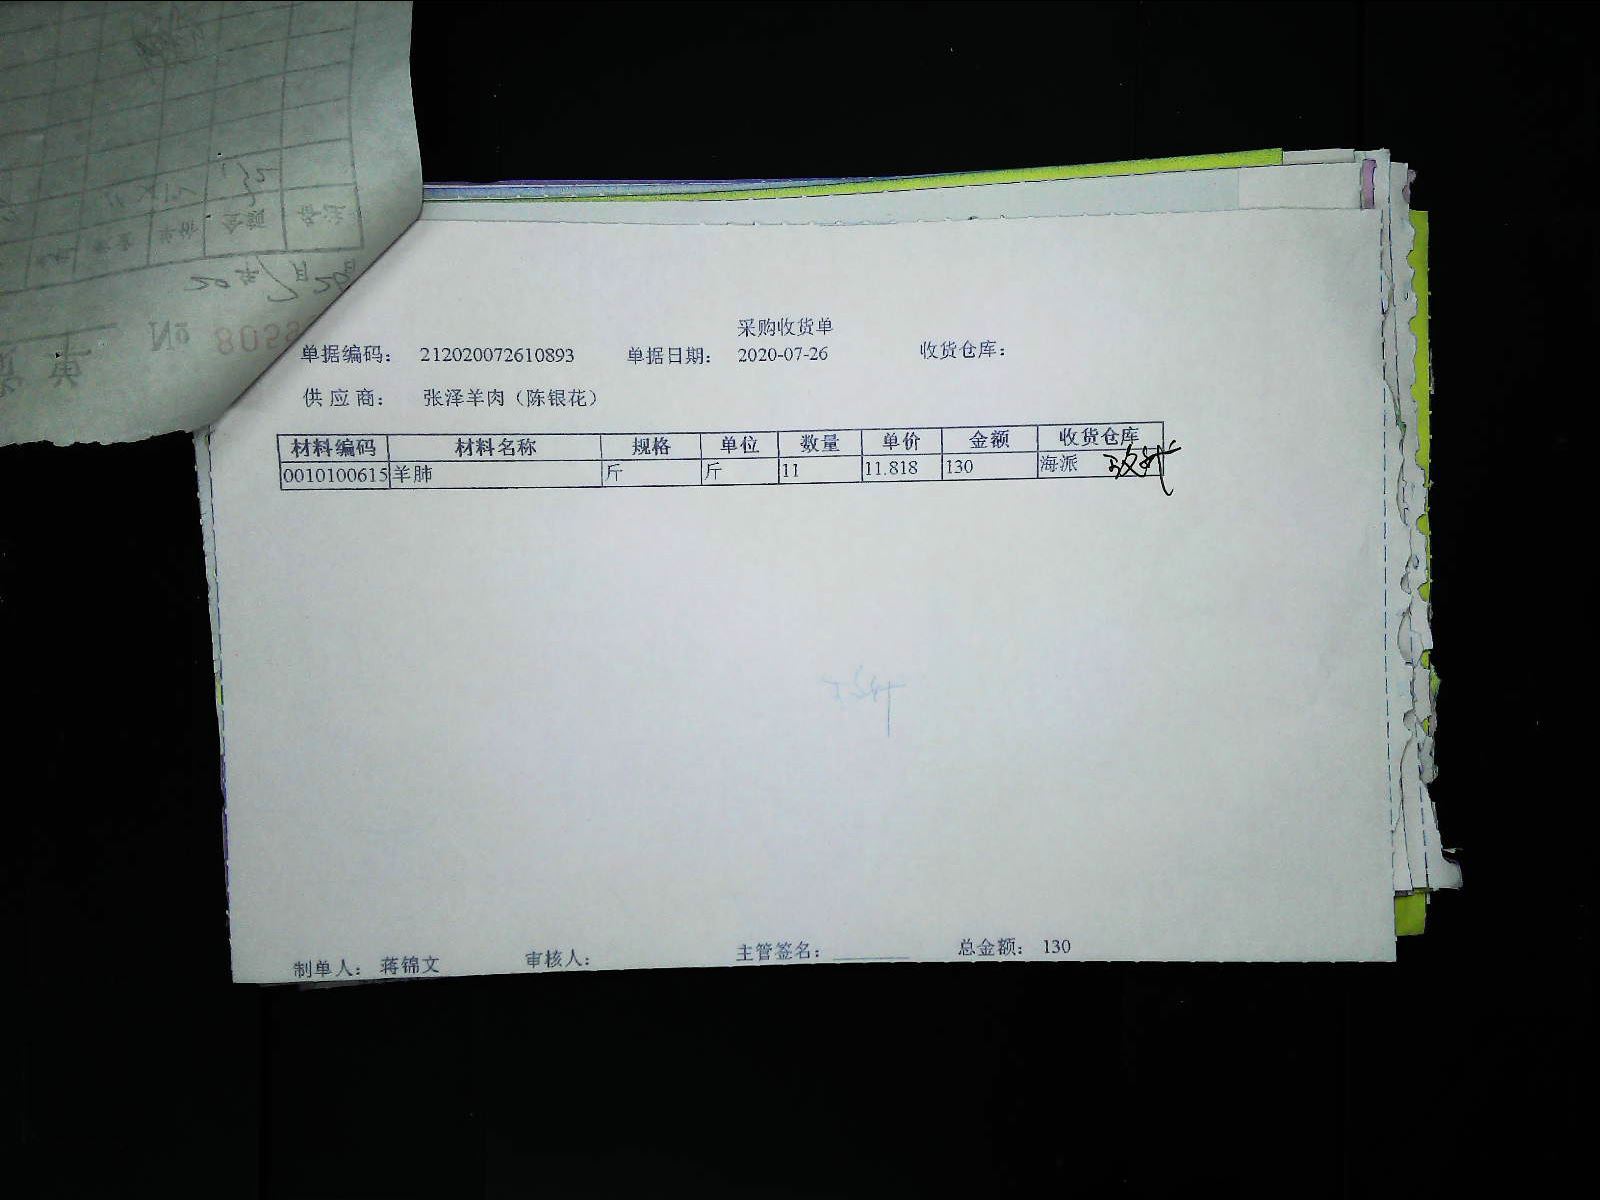 采购收货单
单据编码： 212020072610893 单据日期： 2020-07-26 收货仓库：
供 应 商： 张泽羊肉（陈银花）
材料编码 材料名称 规格 单位 数量 单价 金额 收货仓库
0010100615 羊肺 斤 斤 11 11.818 130 海派
制单人： 蒋锦文 审核人： 主管签名： 总金额： 130